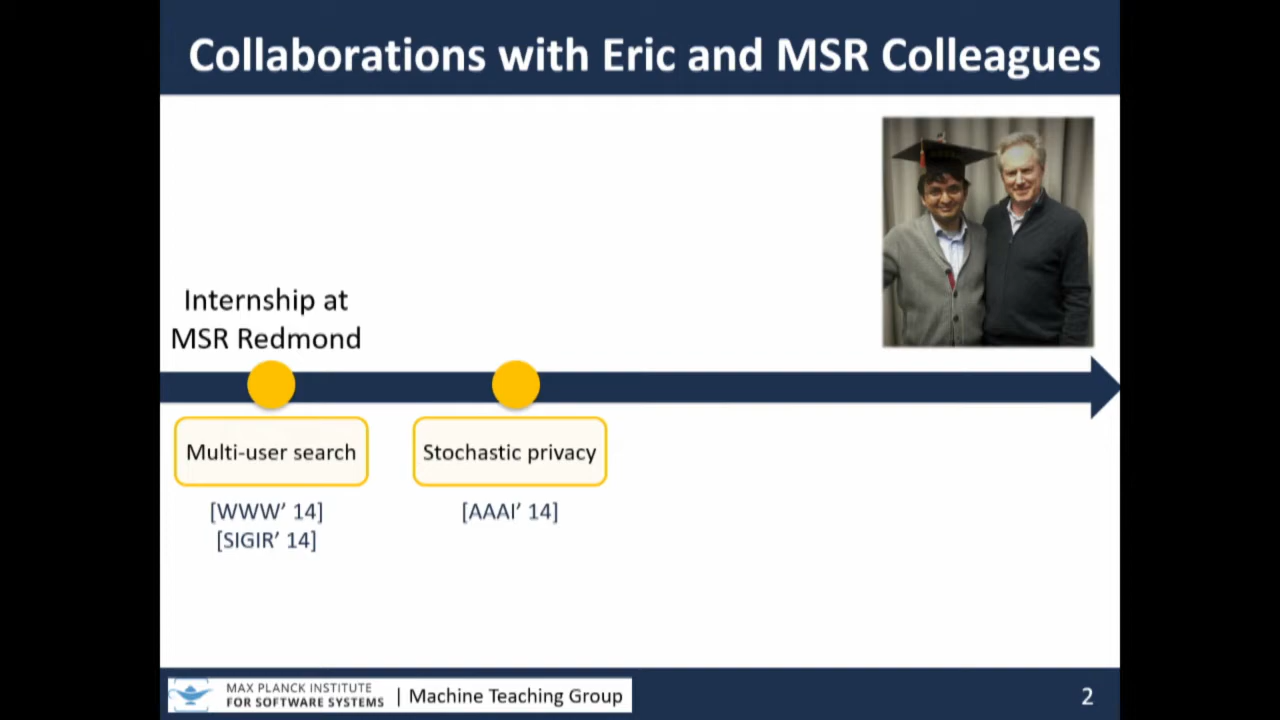 Collaborations with Eric and MSR Colleagues
Internship at
MSR Redmond
Multi-user search
Stochastic privacy
[WWW’ 14]
[SIGIR’ 14]
[AAAI’ 14]
MAX PLANCK INSTITUTE
FOR SOFTWARE SYSTEMS
| Machine Teaching Group
2